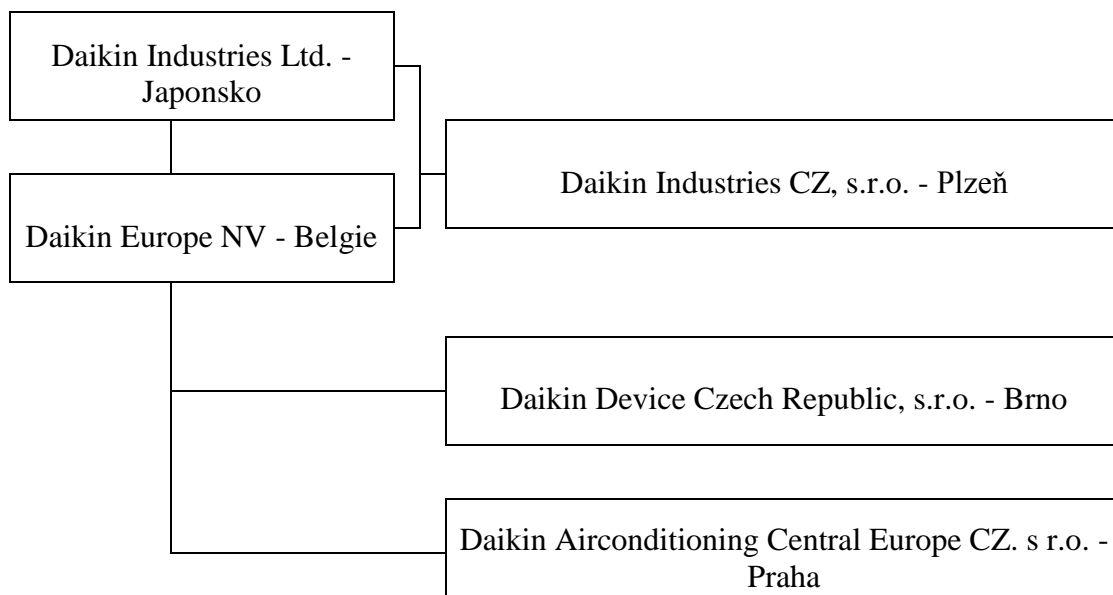 Daikin Industries Ltd. -
Japonsko
Daikin Industries CZ, s.r.o. - Plzeň
Daikin Europe NV - Belgie
Daikin Device Czech Republic, s.r.o. - Brno
Daikin Airconditioning Central Europe CZ. s r.o. -
Praha